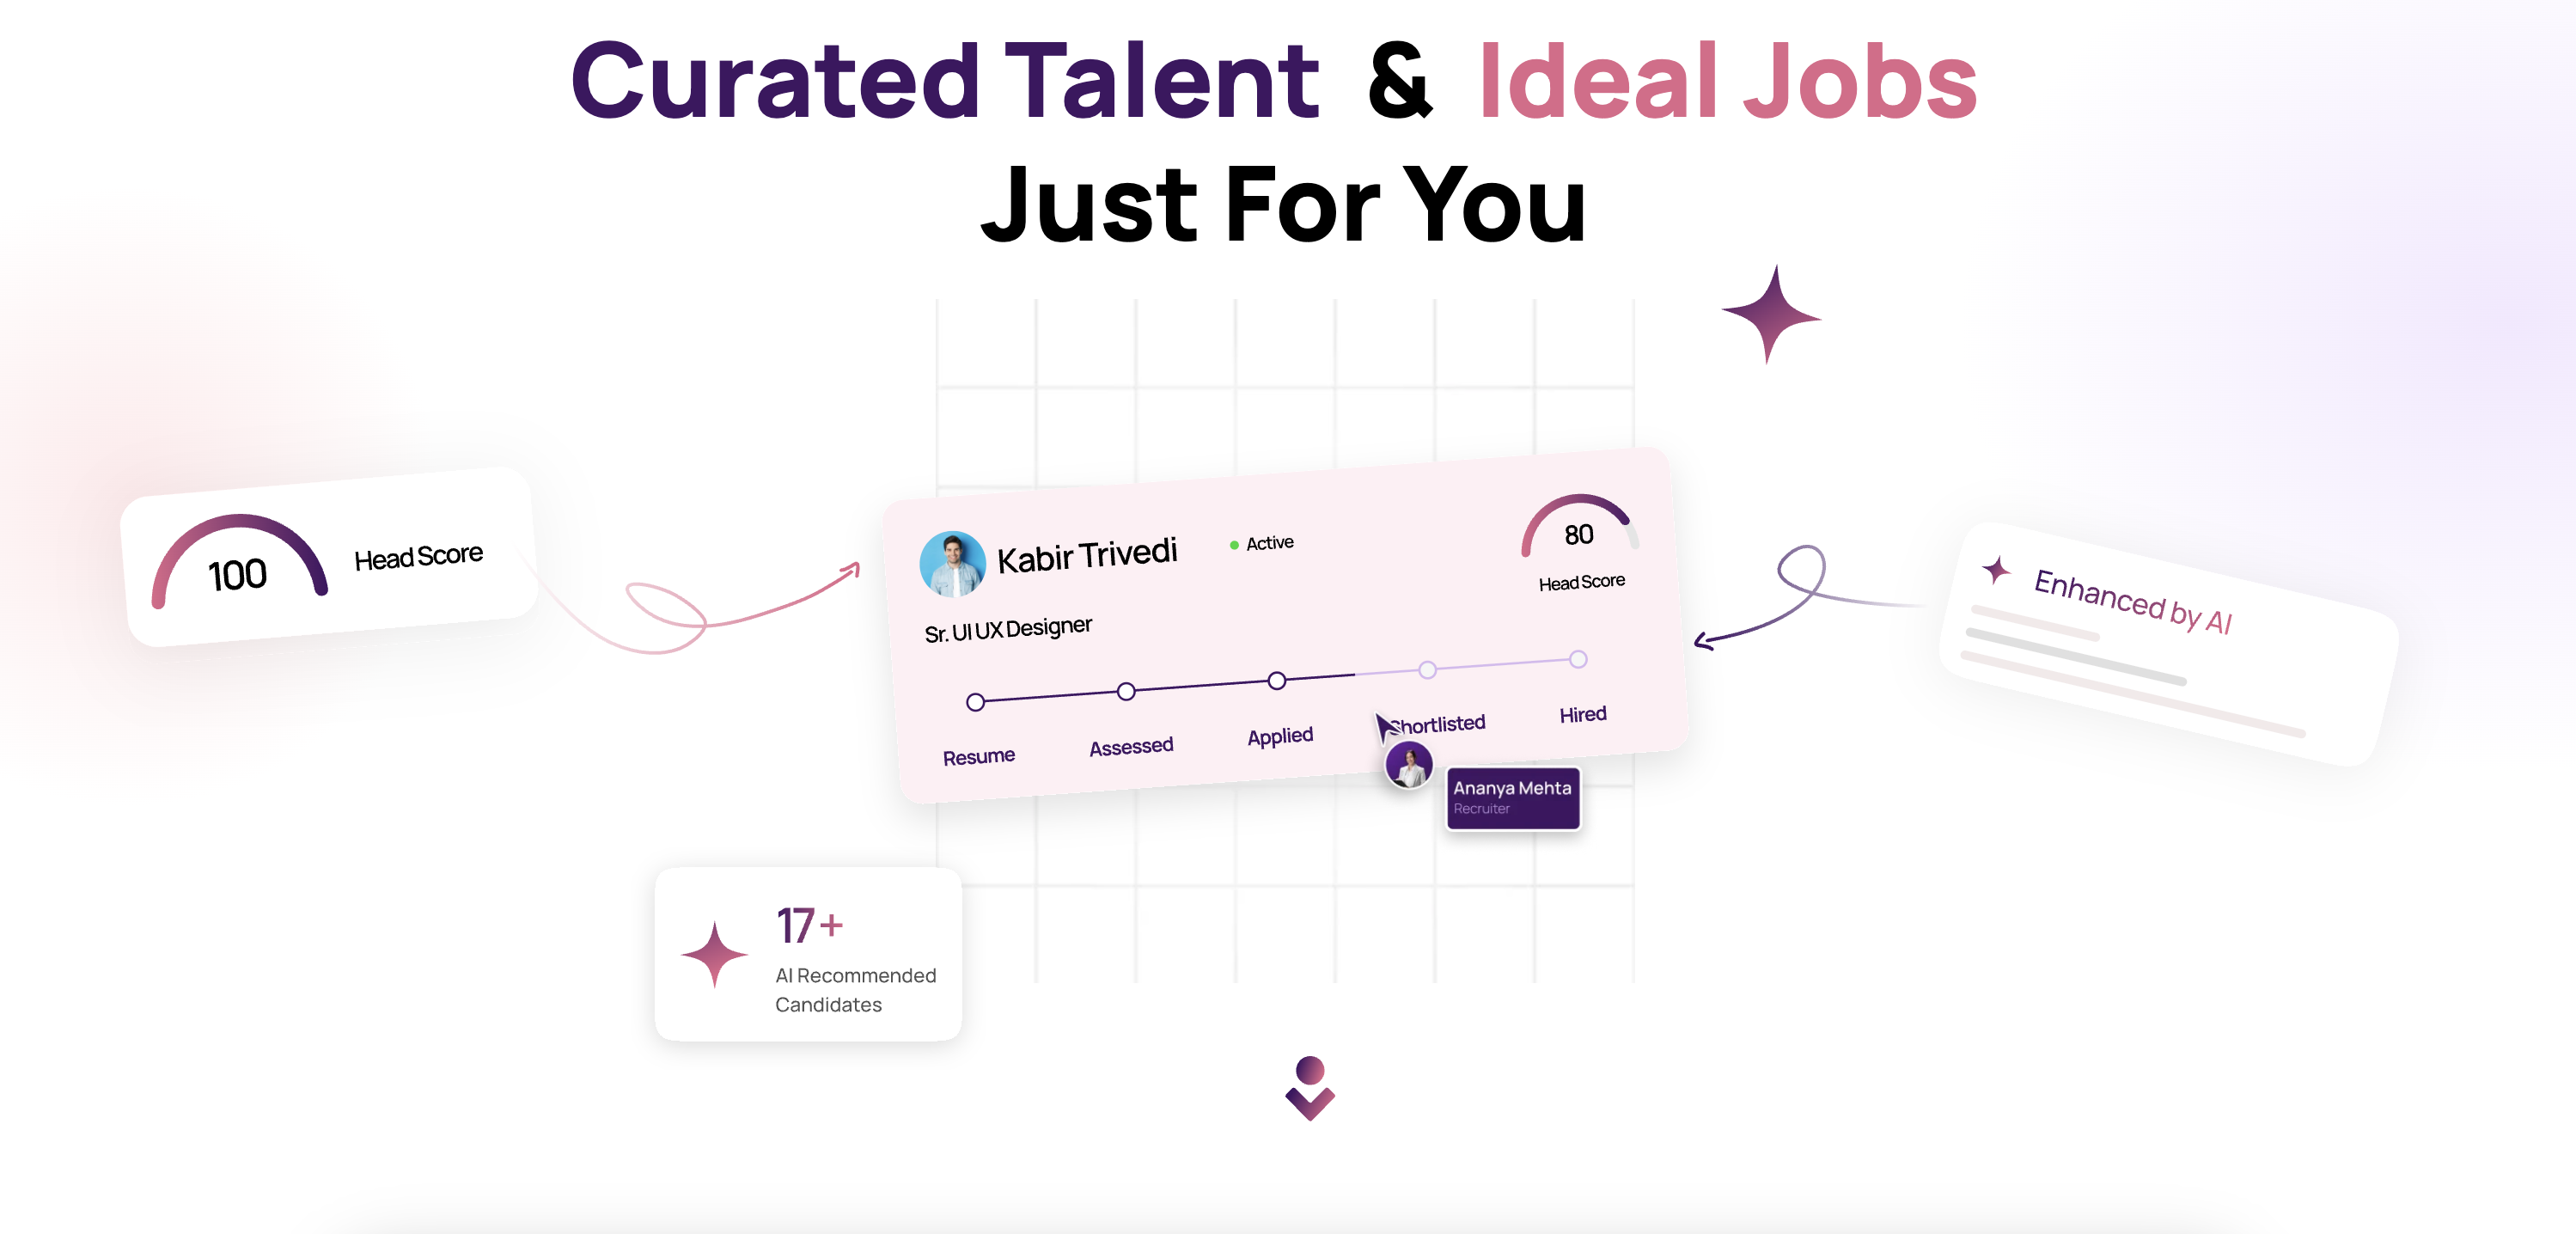 Curated Talent & Ideal Jobs
Just For You
100
Head Score
Kabir Trivedi
Active
80
Head Score
Sr. UI UX Designer
Resume
Assessed
Applied
Shortlisted
Hired
Ananya Mehta
Recruiter
Enhanced by AI
17+
AI Recommended
Candidates